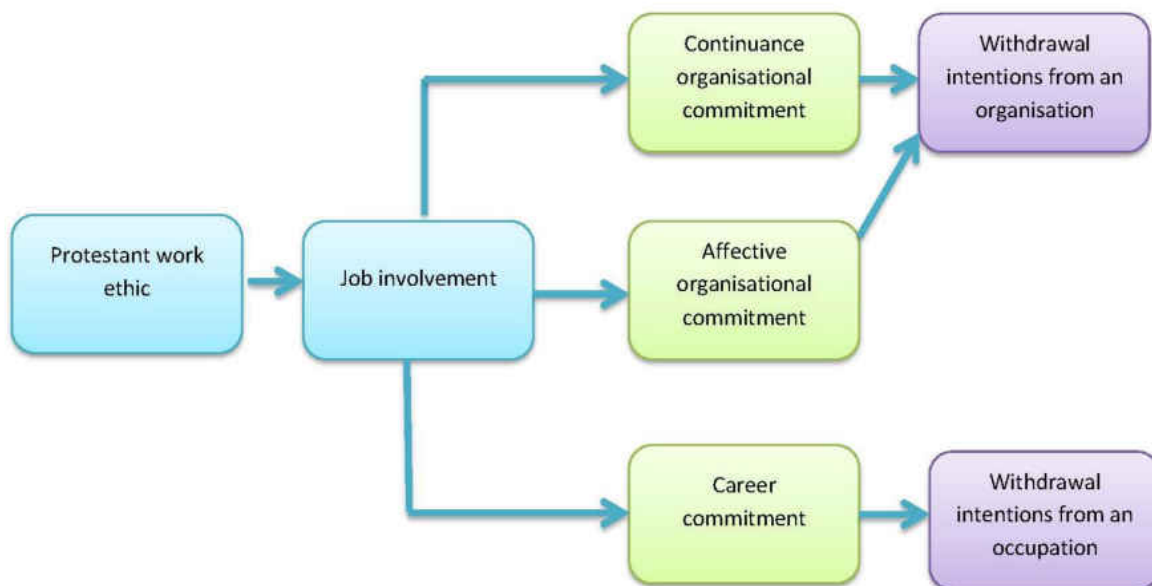 Continuance
organisational
commitment
Withdrawal
intentions from an
organisation
Protestant work
ethic
Job involvement
Affective
organisational
commitment
Career
commitment
Withdrawal
intentions from an
occupation